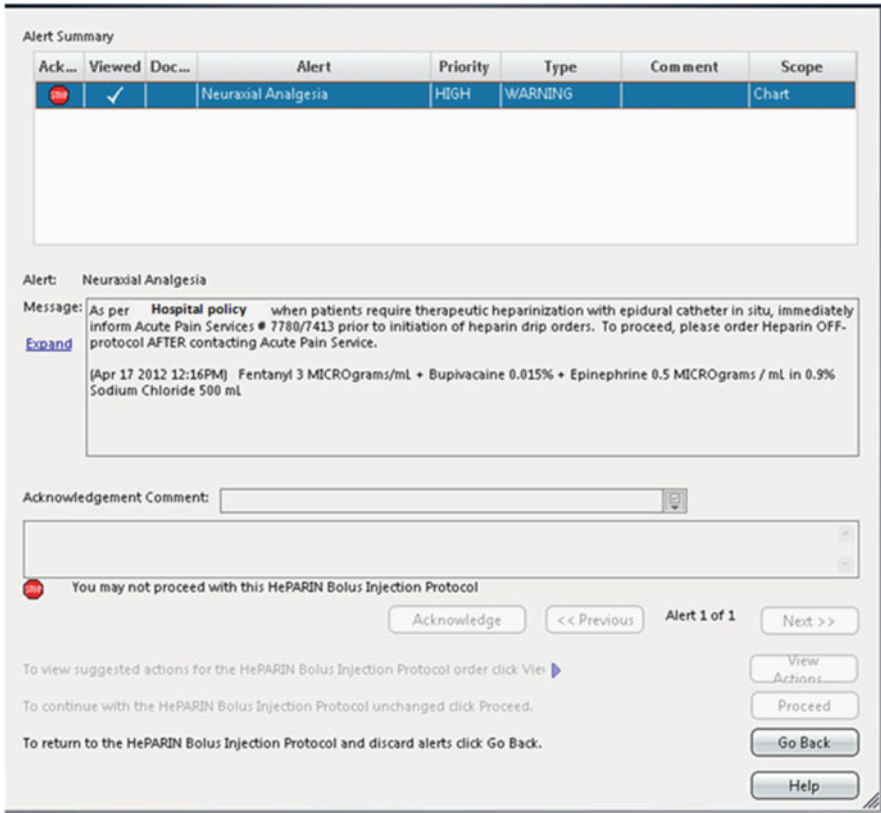 Alert Summary
Ack... Viewed Doc... Alert Priority Type Comment Scope
STOP Neuraxial Analgesia HIGH WARNING Chart
Alert: Neuraxial Analgesia
Message: As per Hospital policy when patients require therapeutic heparinization with epidural catheter in situ, immediately
inform Acute Pain Services # 7780/7413 prior to initiation of heparin drip orders. To proceed, please order Heparin OFF-
Expand protocol AFTER contacting Acute Pain Service.
(Apr 17 2012 12:16PM) Fentanyl 3 MICROgrams/mL + Bupivacaine 0.015% + Epinephrine 0.5 MICROgrams / mL in 0.9%
Sodium Chloride 500 mL
Acknowledgement Comment:
STOP You may not proceed with this HePARIN Bolus Injection Protocol
Acknowledge << Previous Alert 1 of 1 Next >>
To view suggested actions for the HePARIN Bolus Injection Protocol order click Vie View Actions...
To continue with the HePARIN Bolus Injection Protocol unchanged click Proceed. Proceed
To return to the HePARIN Bolus Injection Protocol and discard alerts click Go Back. Go Back
Help